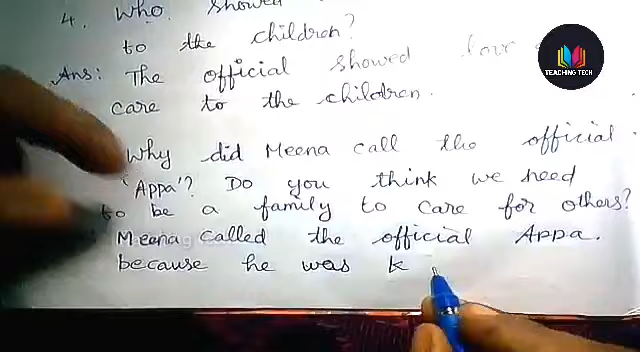 4. Who showed
to the children?
Ans: The official showed love
care to the children.
Why did Meena call the official
'Appa'? Do you think we need
to be a family to care for others?
Meena called the official Appa.
because he was k
TEACHING TECH